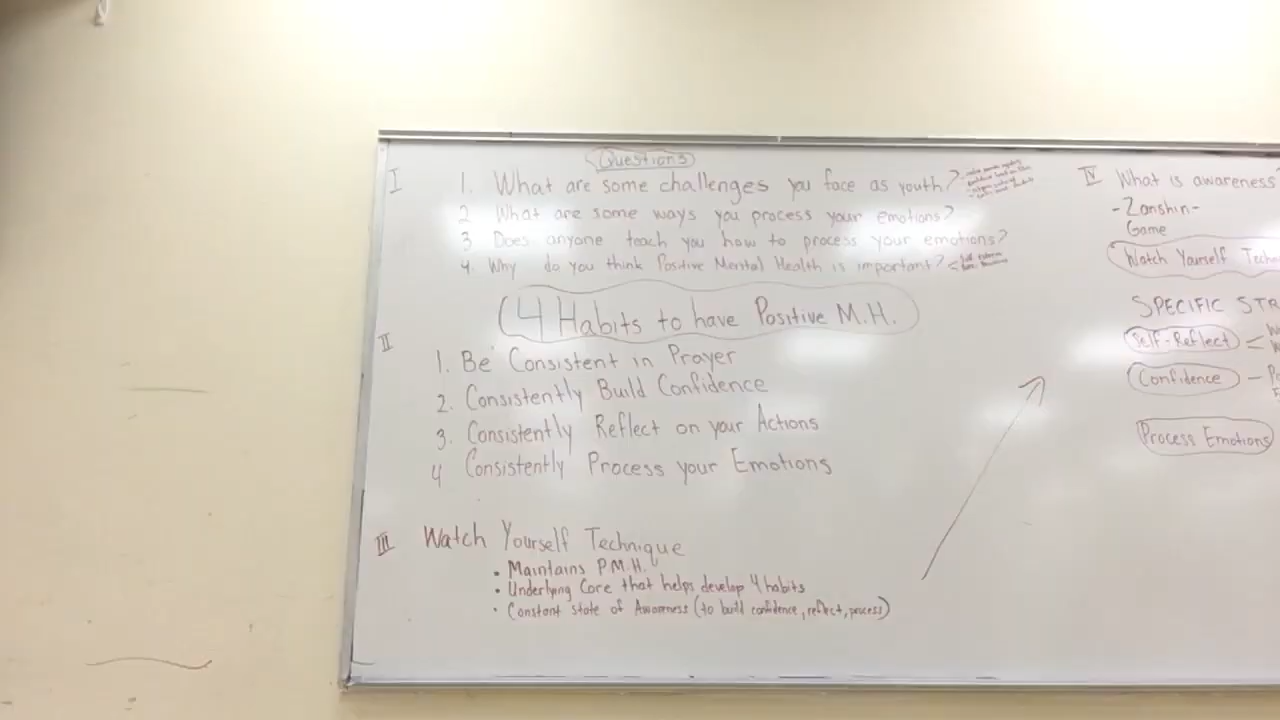 Questions
I
1. What are some challenges you face as youth?
2 What are some ways you process your emotions?
3 Does anyone teach you how to process your emotions?
4. Why do you think Positive Mental Health is important? <
4 Habits to have Positive M.H.
II
1. Be Consistent in Prayer
2. Consistently Build Confidence
3. Consistently Reflect on your Actions
4 Consistently Process your Emotions
III Watch Yourself Technique
• Maintains P.M.H.
• Underlying Core that helps develop 4 habits
• Constant state of Awareness (to build confidence, reflect, process)
IV What is awareness?
- Zanshin -
Game
Watch Yourself Techn
SPECIFIC STR
Self-Reflect <
Confidence -
Process Emotions